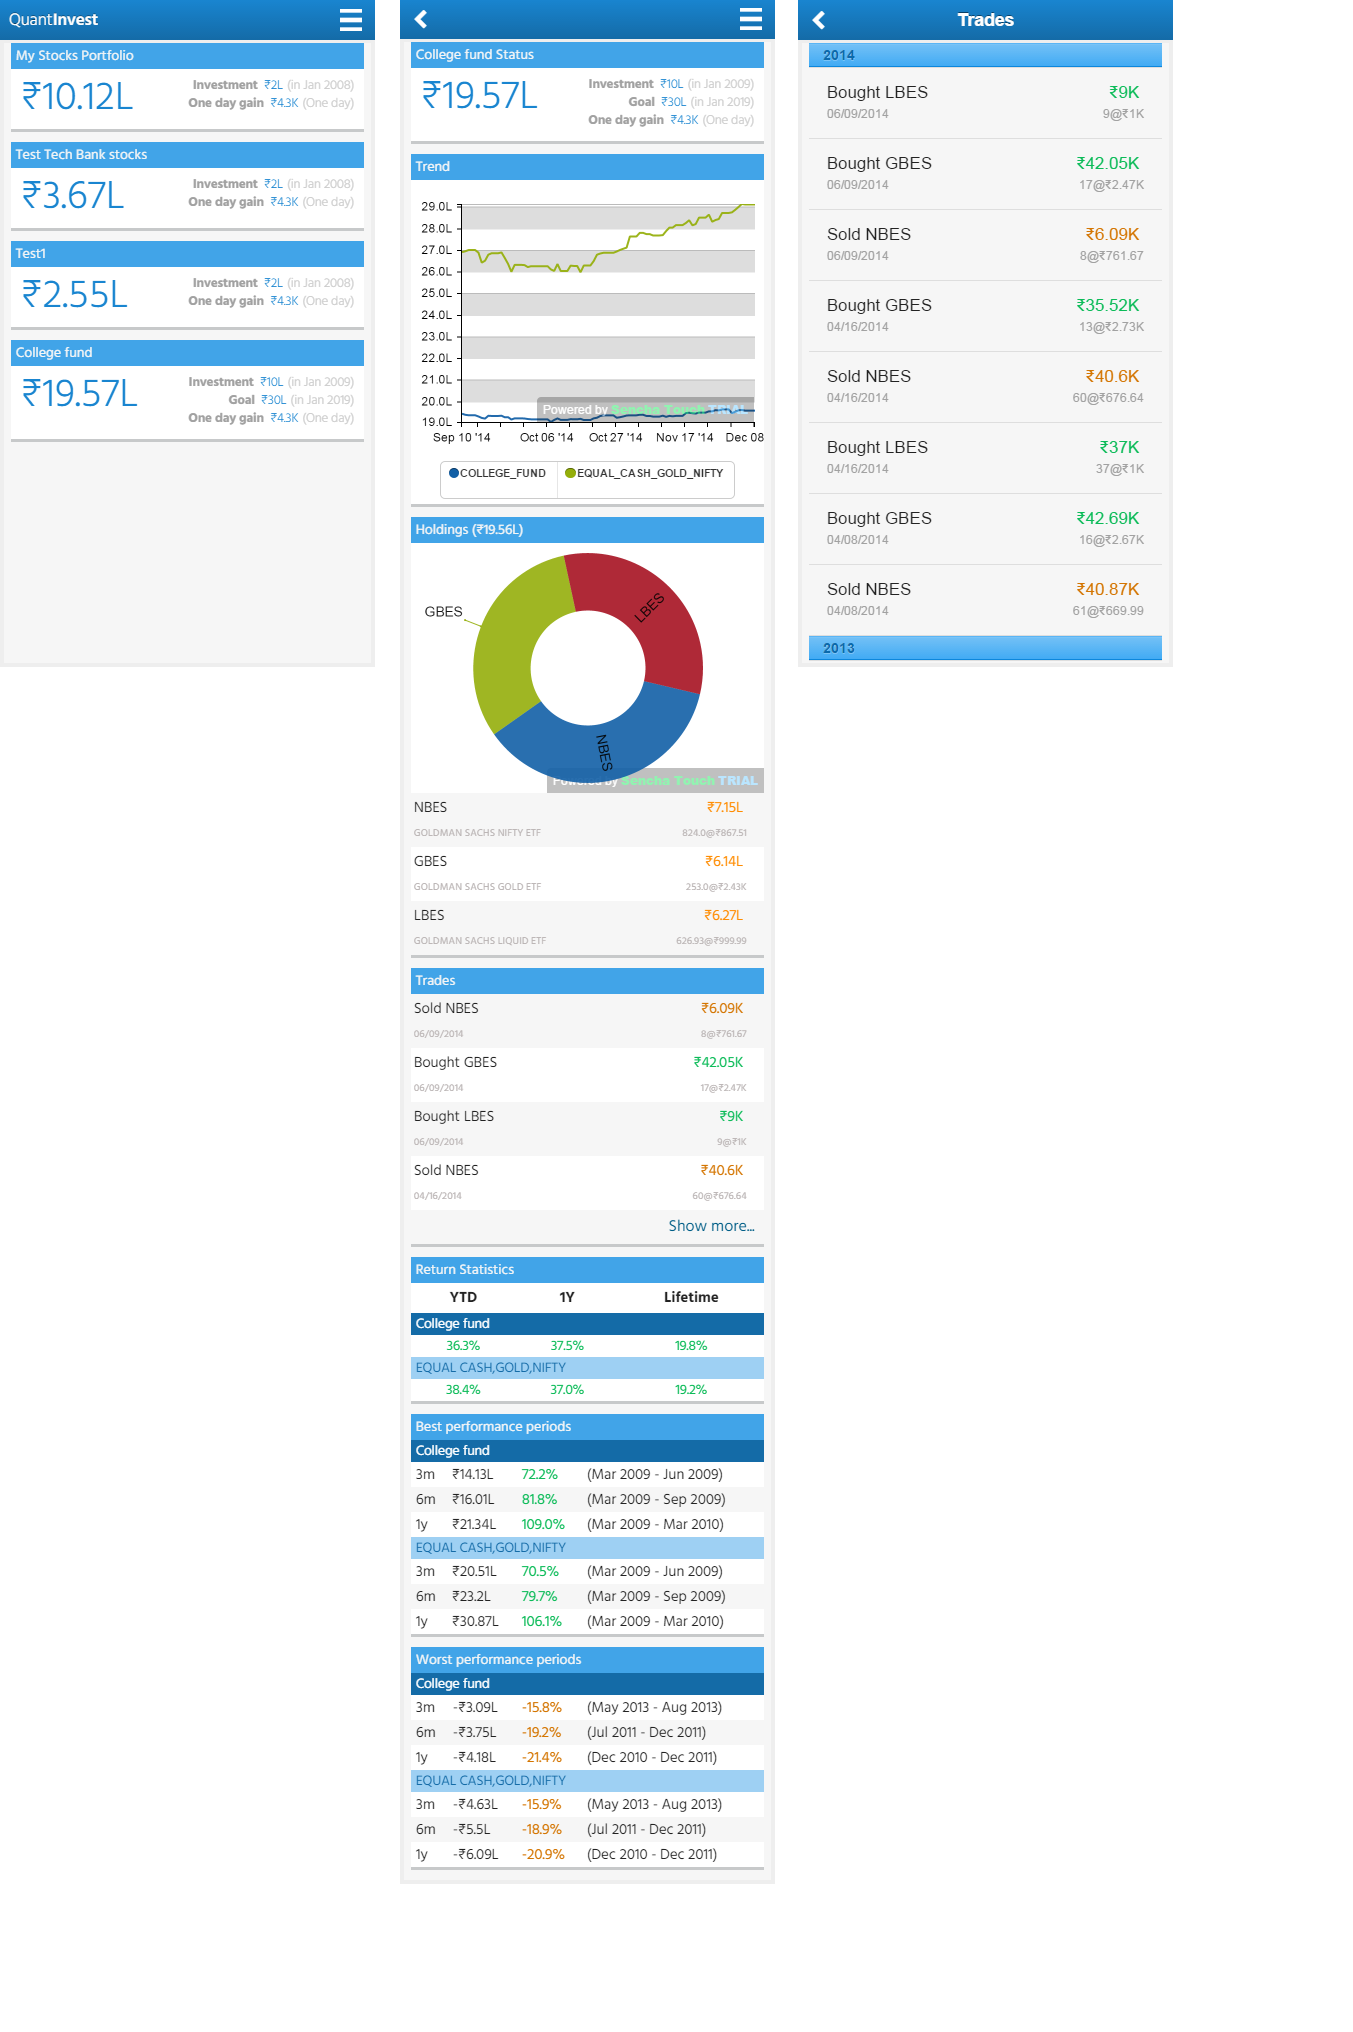 QuantInvest
My Stocks Portfolio
₹10.12L
Investment ₹2L (in Jan 2008)
One day gain ₹4.3K (One day)
Test Tech Bank stocks
₹3.67L
Investment ₹2L (in Jan 2008)
One day gain ₹4.3K (One day)
Test1
₹2.55L
Investment ₹2L (in Jan 2008)
One day gain ₹4.3K (One day)
College fund
₹19.57L
Investment ₹10L (in Jan 2009)
Goal ₹30L (in Jan 2019)
One day gain ₹4.3K (One day)
College fund Status
₹19.57L
Investment ₹10L (in Jan 2009)
Goal ₹30L (in Jan 2019)
One day gain ₹4.3K (One day)
Trend
29.0L
28.0L
27.0L
26.0L
25.0L
24.0L
23.0L
22.0L
21.0L
20.0L
19.0L
Powered by Sencha Touch TRIAL
Sep 10 '14 Oct 06 '14 Oct 27 '14 Nov 17 '14 Dec 08
COLLEGE_FUND EQUAL_CASH_GOLD_NIFTY
Holdings (₹19.56L)
LBES
GBES
NBES
Powered by Sencha Touch TRIAL
NBES ₹7.15L
GOLDMAN SACHS NIFTY ETF 824.0@₹867.51
GBES ₹6.14L
GOLDMAN SACHS GOLD ETF 253.0@₹2.43K
LBES ₹6.27L
GOLDMAN SACHS LIQUID ETF 626.93@₹999.99
Trades
Sold NBES ₹6.09K
06/09/2014 8@₹761.67
Bought GBES ₹42.05K
06/09/2014 17@₹2.47K
Bought LBES ₹9K
06/09/2014 9@₹1K
Sold NBES ₹40.6K
04/16/2014 60@₹676.64
Show more...
Return Statistics
YTD 1Y Lifetime
College fund
36.3% 37.5% 19.8%
EQUAL CASH,GOLD,NIFTY
38.4% 37.0% 19.2%
Best performance periods
College fund
3m ₹14.13L 72.2% (Mar 2009 - Jun 2009)
6m ₹16.01L 81.8% (Mar 2009 - Sep 2009)
1y ₹21.34L 109.0% (Mar 2009 - Mar 2010)
EQUAL CASH,GOLD,NIFTY
3m ₹20.51L 70.5% (Mar 2009 - Jun 2009)
6m ₹23.2L 79.7% (Mar 2009 - Sep 2009)
1y ₹30.87L 106.1% (Mar 2009 - Mar 2010)
Worst performance periods
College fund
3m -₹3.09L -15.8% (May 2013 - Aug 2013)
6m -₹3.75L -19.2% (Jul 2011 - Dec 2011)
1y -₹4.18L -21.4% (Dec 2010 - Dec 2011)
EQUAL CASH,GOLD,NIFTY
3m -₹4.63L -15.9% (May 2013 - Aug 2013)
6m -₹5.5L -18.9% (Jul 2011 - Dec 2011)
1y -₹6.09L -20.9% (Dec 2010 - Dec 2011)
Trades
2014
Bought LBES ₹9K
06/09/2014 9@₹1K
Bought GBES ₹42.05K
06/09/2014 17@₹2.47K
Sold NBES ₹6.09K
06/09/2014 8@₹761.67
Bought GBES ₹35.52K
04/16/2014 13@₹2.73K
Sold NBES ₹40.6K
04/16/2014 60@₹676.64
Bought LBES ₹37K
04/16/2014 37@₹1K
Bought GBES ₹42.69K
04/08/2014 16@₹2.67K
Sold NBES ₹40.87K
04/08/2014 61@₹669.99
2013